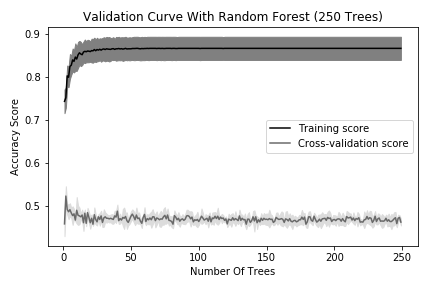 Validation Curve With Random Forest (250 Trees)
0.9
0.8
0.7
0.6
0.5
Accuracy Score
Training score
Cross-validation score
0
50
100
150
200
250
Number Of Trees